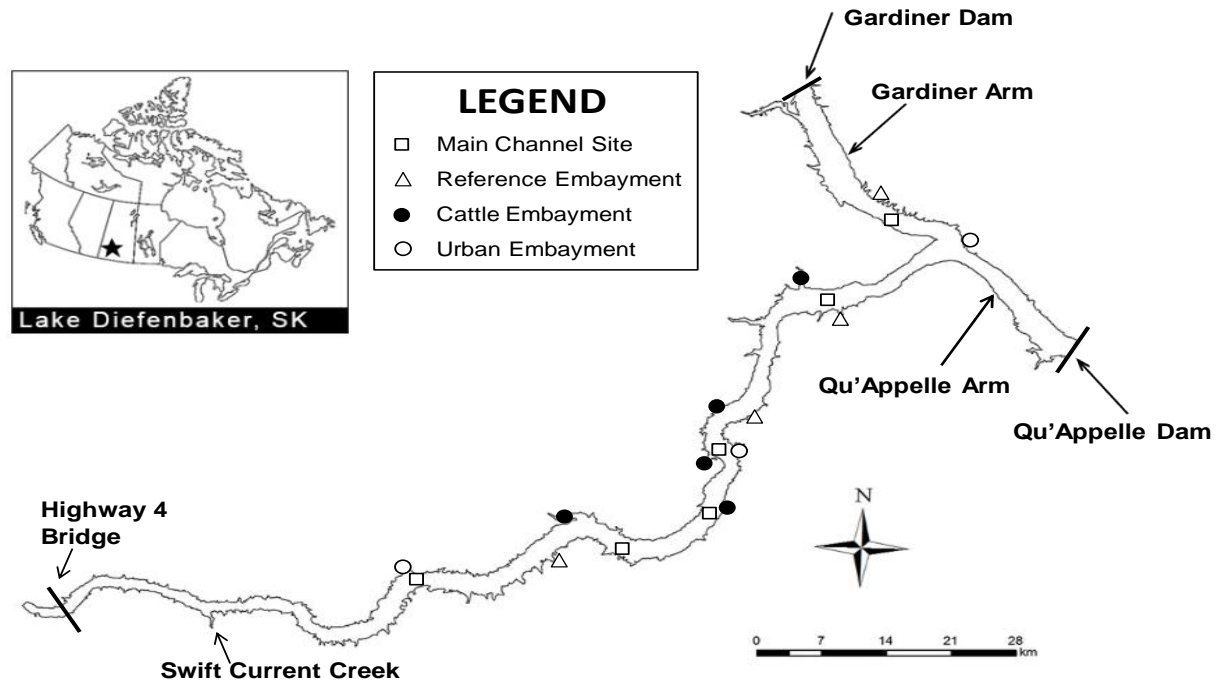 Gardiner Dam
Gardiner Arm
LEGEND
Main Channel Site
Reference Embayment
Cattle Embayment
Urban Embayment
Lake Diefenbaker, SK
Qu'Appelle Arm
Qu'Appelle Dam
Highway 4
Bridge
N
Swift Current Creek
0 7 14 21 28
km